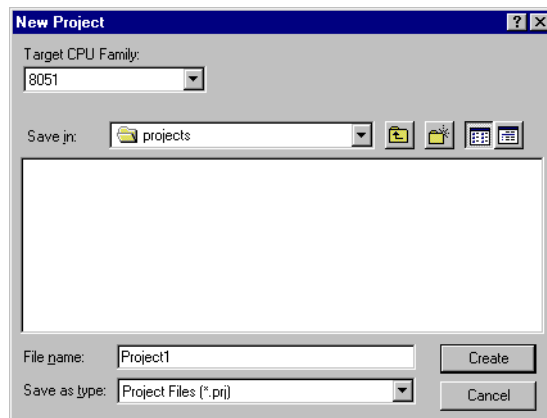 New Project
Target CPU Family:
8051
Save in:
projects
File name:
Project1
Create
Save as type:
Project Files (*.prj)
Cancel